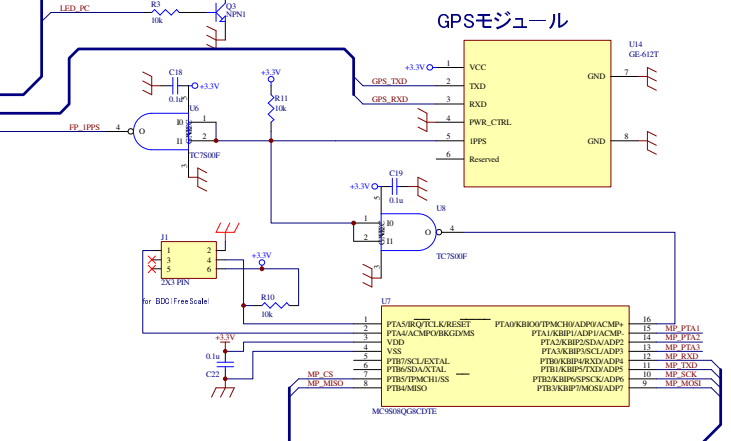 LED_PC
R3
10k
Q3
NPN1
GPSモジュール
U14
GE-612T
+3.3V
1
VCC
GPS_TXD
2
TXD
GPS_RXD
3
RXD
4
PWR_CTRL
5
1PPS
6
Reserved
GND
7
GND
8
C18
+3.3V
0.1u
5
U6
+3.3V
R11
10k
FP_1PPS
4
O
I0
1
I1
2
3
TC7S00F
C19
+3.3V
0.1u
5
U8
1
I0
2
I1
O
4
3
TC7S00F
J1
1
2
3
4
5
6
2X3 PIN
for BDC(FreeScale)
+3.3V
R10
10k
U7
1
PTA5/IRQ/TCLK/RESET
2
PTA4/ACMPO/BKGD/MS
3
VDD
4
VSS
5
PTB7/SCL/EXTAL
6
PTB6/SDA/XTAL
MP_CS
7
PTB5/TPMCH1/SS
MP_MISO
8
PTB4/MISO
PTA0/KBIO0/TPMCH0/ADP0/ACMP+
16
PTA1/KBIP1/ADP1/ACMP-
15
MP_PTA1
PTA2/KBIP2/SDA/ADP2
14
MP_PTA2
PTA3/KBIP3/SCL/ADP3
13
MP_PTA3
PTB0/KBIP4/RXD/ADP4
12
MP_RXD
PTB1/KBIP5/TXD/ADP5
11
MP_TXD
PTB2/KBIP6/SPSCK/ADP6
10
MP_SCK
PTB3/KBIP7/MOSI/ADP7
9
MP_MOSI
MC9S08QG8CDTE
+3.3V
0.1u
C22